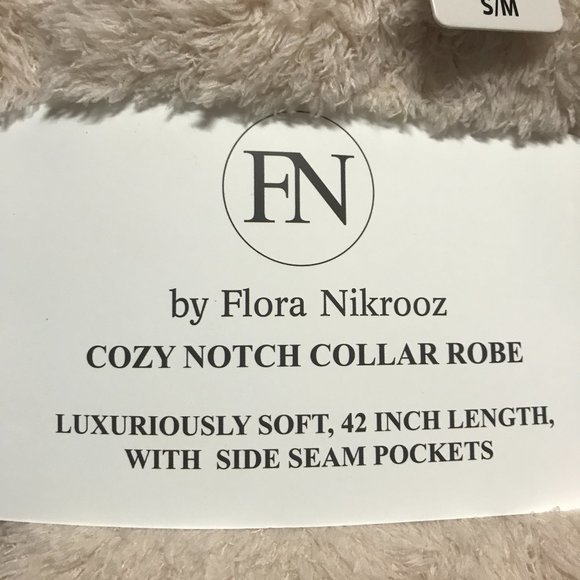 S/M
FN
by Flora Nikrooz
COZY NOTCH COLLAR ROBE
LUXURIOUSLY SOFT, 42 INCH LENGTH,
WITH SIDE SEAM POCKETS